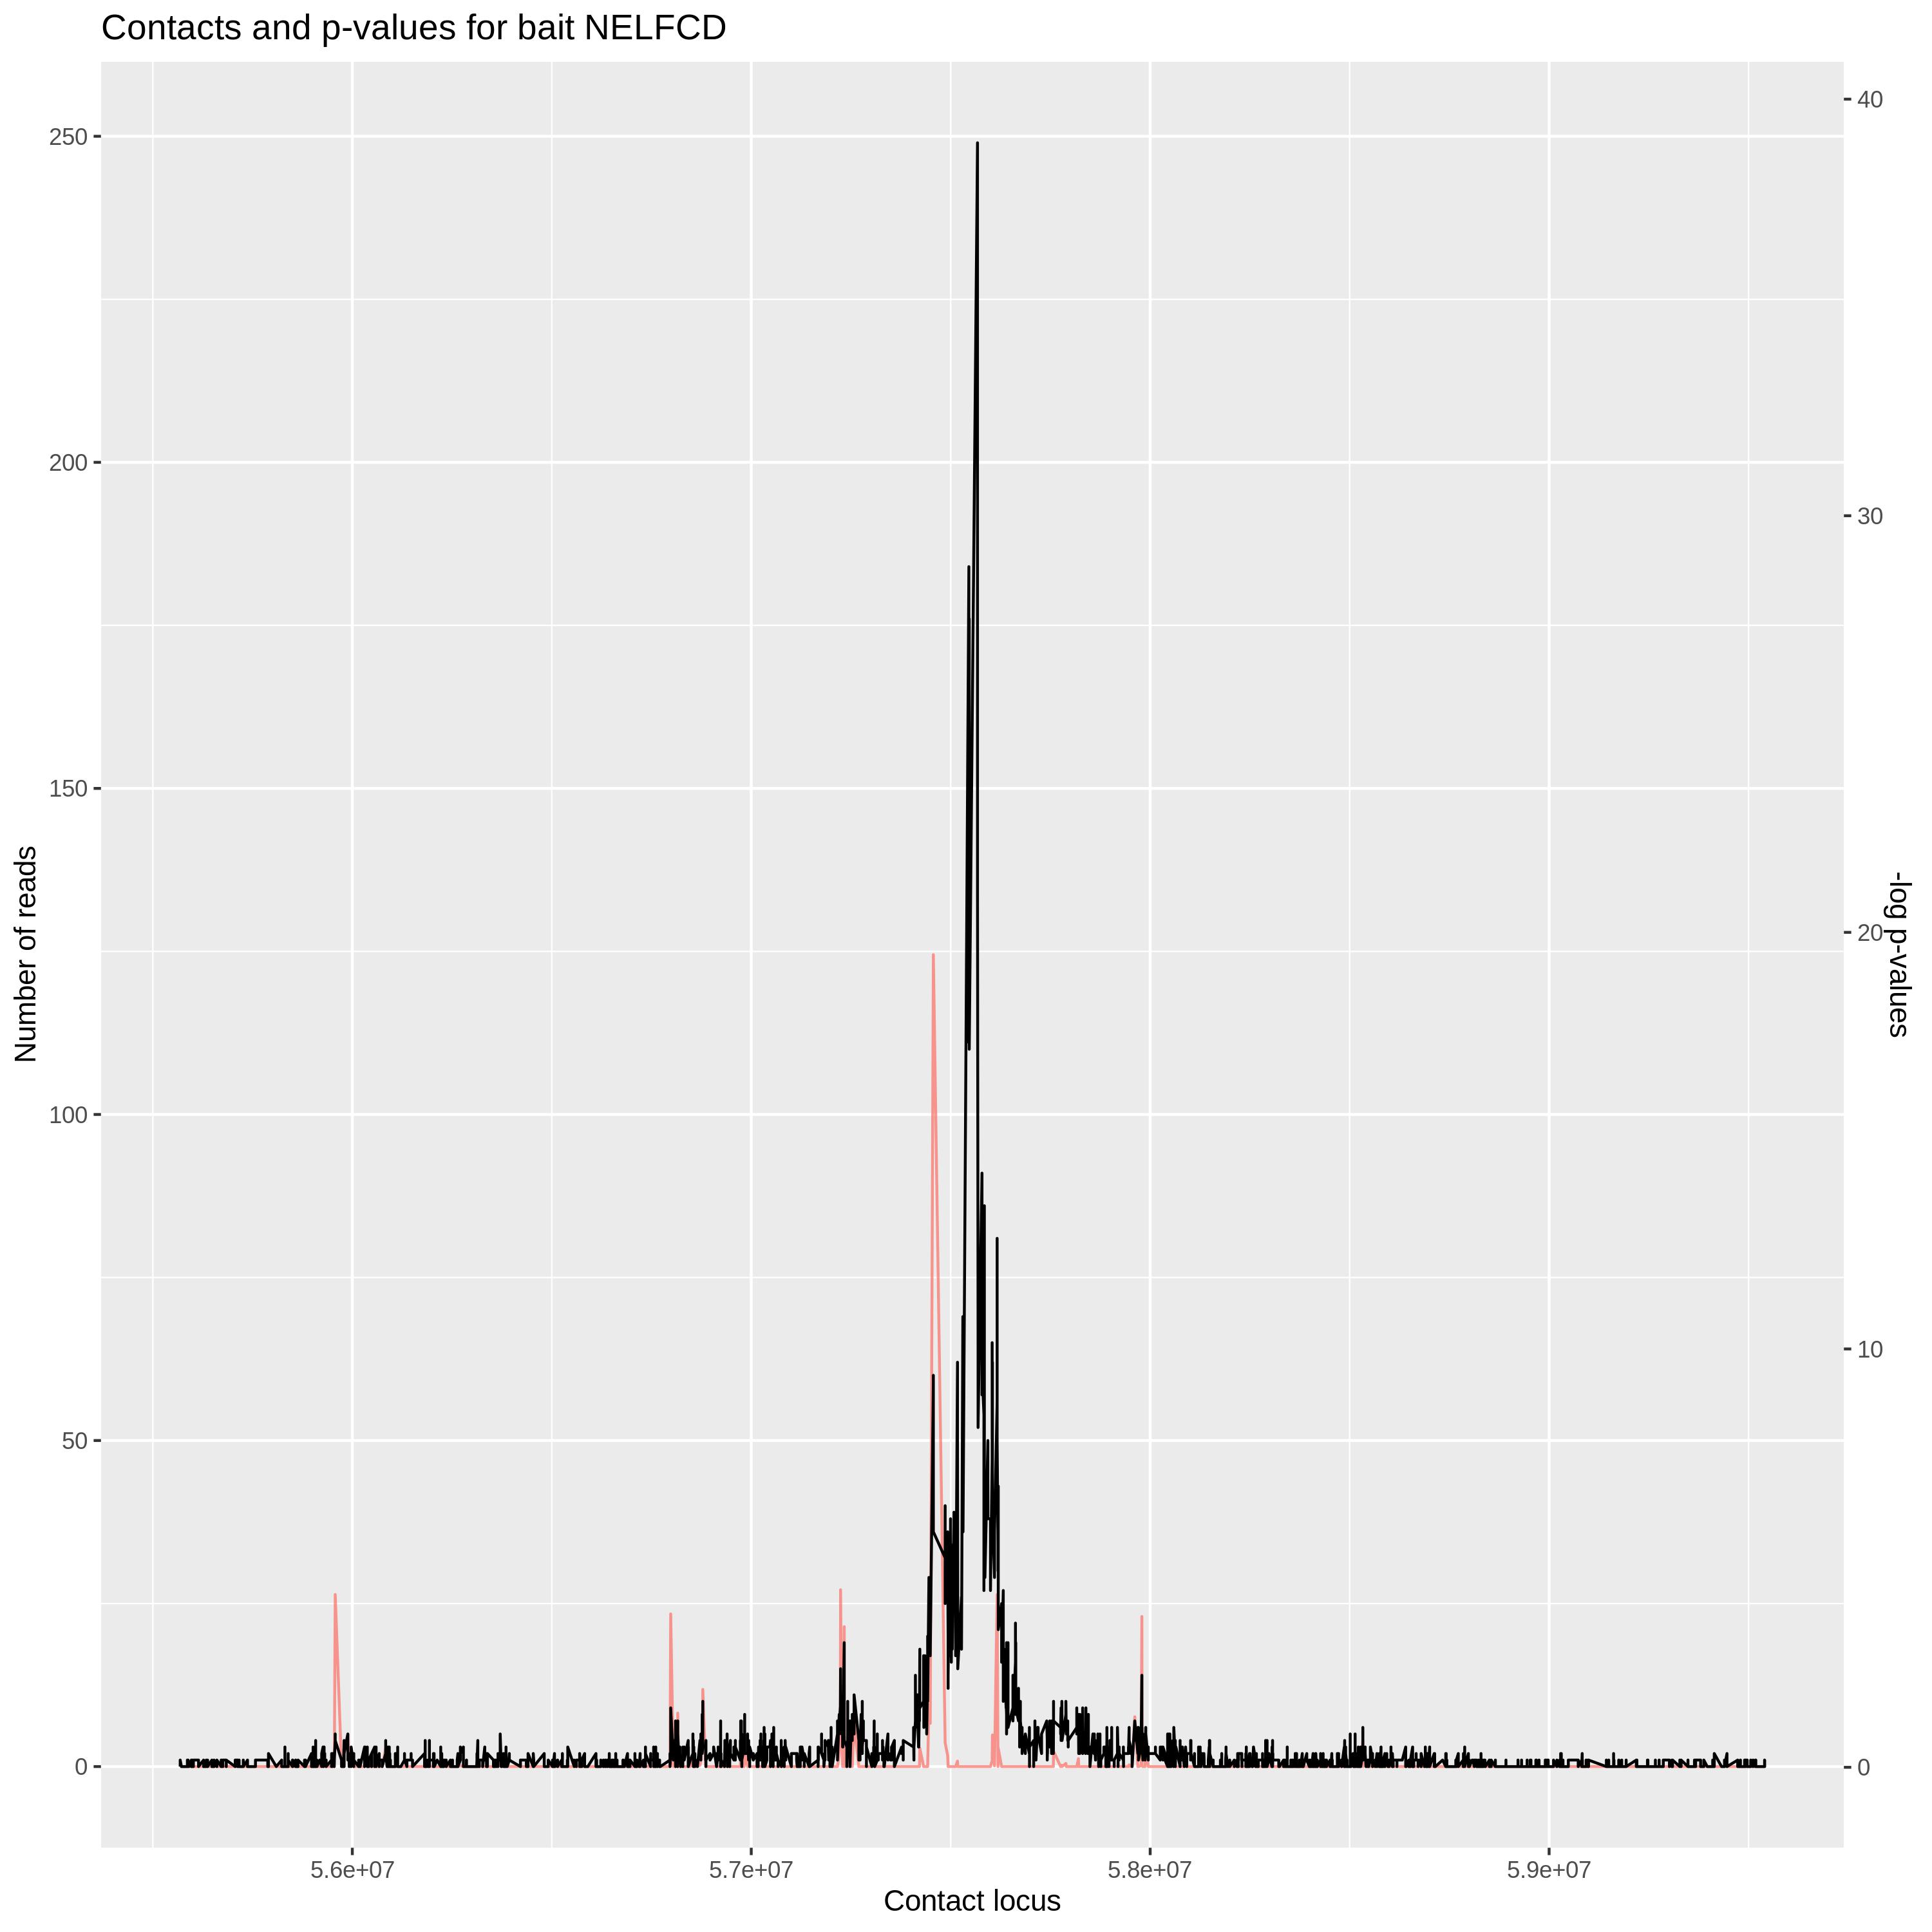 Contacts and p-values for bait NELFCD
250
200
150
100
50
0
Number of reads
40
30
20
10
0
-log p-values
5.6e+07 5.7e+07 5.8e+07 5.9e+07
Contact locus